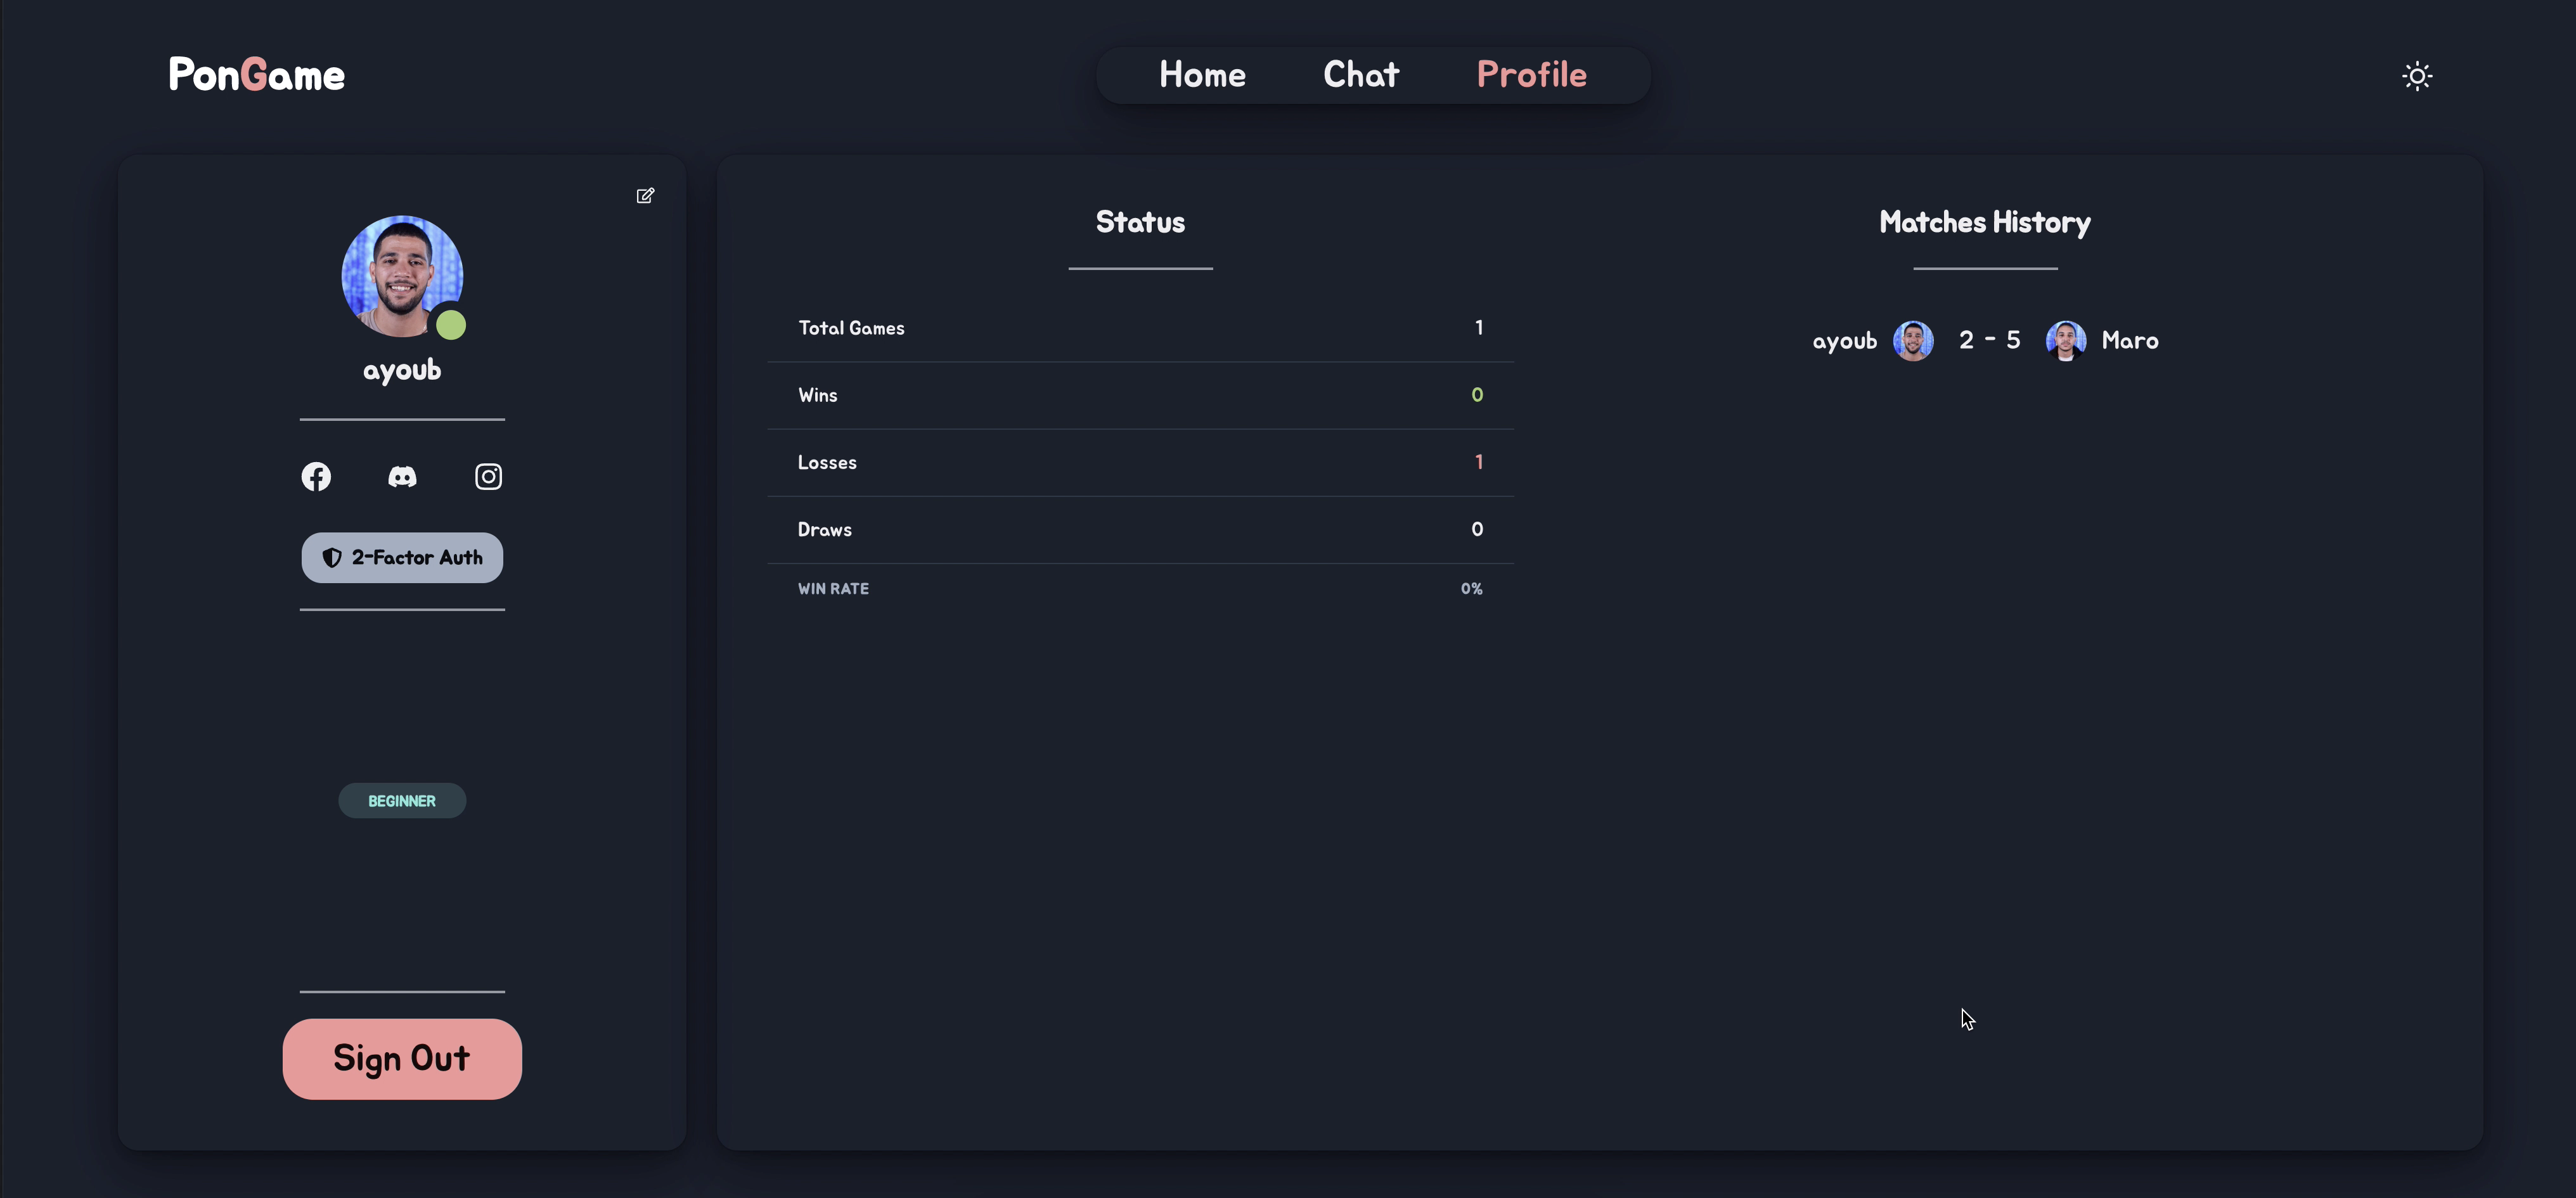 PonGame
Home Chat Profile
ayoub
2-Factor Auth
BEGINNER
Sign Out
Status
Total Games 1
Wins 0
Losses 1
Draws 0
WIN RATE 0%
Matches History
ayoub 2 - 5 Maro